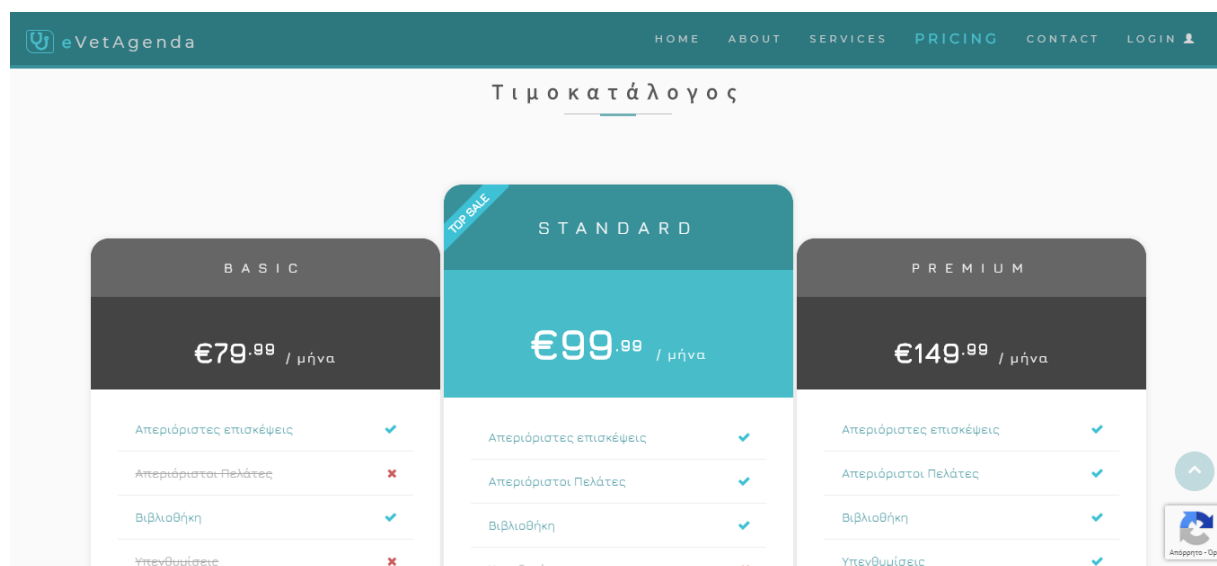 eVetAgenda
HOME ABOUT SERVICES PRICING CONTACT LOGIN
Τιμοκατάλογος
BASIC
€79.99 / μήνα
Απεριόριστες επισκέψεις
Απεριόριστοι Πελάτες
Βιβλιοθήκη
Υπενθυμίσεις
TOP SALE
STANDARD
€99.99 / μήνα
Απεριόριστες επισκέψεις
Απεριόριστοι Πελάτες
Βιβλιοθήκη
PREMIUM
€149.99 / μήνα
Απεριόριστες επισκέψεις
Απεριόριστοι Πελάτες
Βιβλιοθήκη
Υπενθυμίσεις
Απόρρητο -